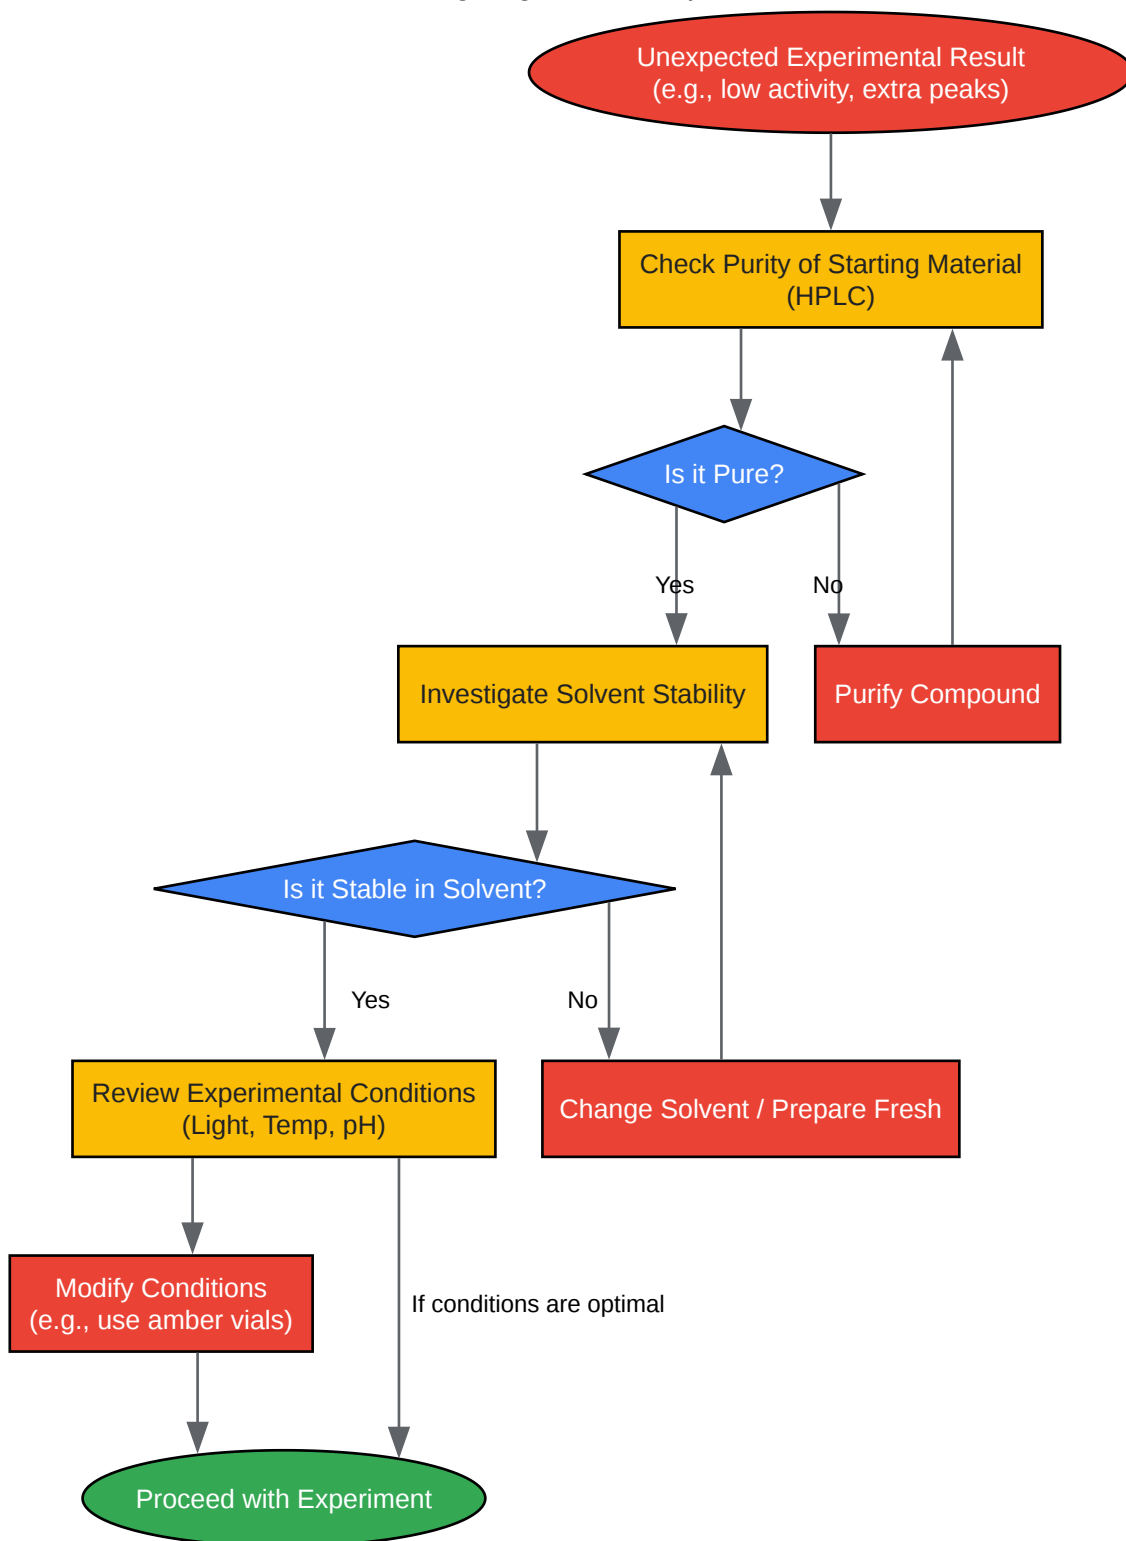 Unexpected Experimental Result
(e.g., low activity, extra peaks)
Check Purity of Starting Material
(HPLC)
Is it Pure?
Yes
No
Investigate Solvent Stability
Purify Compound
Is it Stable in Solvent?
Yes
No
Review Experimental Conditions
(Light, Temp, pH)
Change Solvent / Prepare Fresh
Modify Conditions
(e.g., use amber vials)
If conditions are optimal
Proceed with Experiment